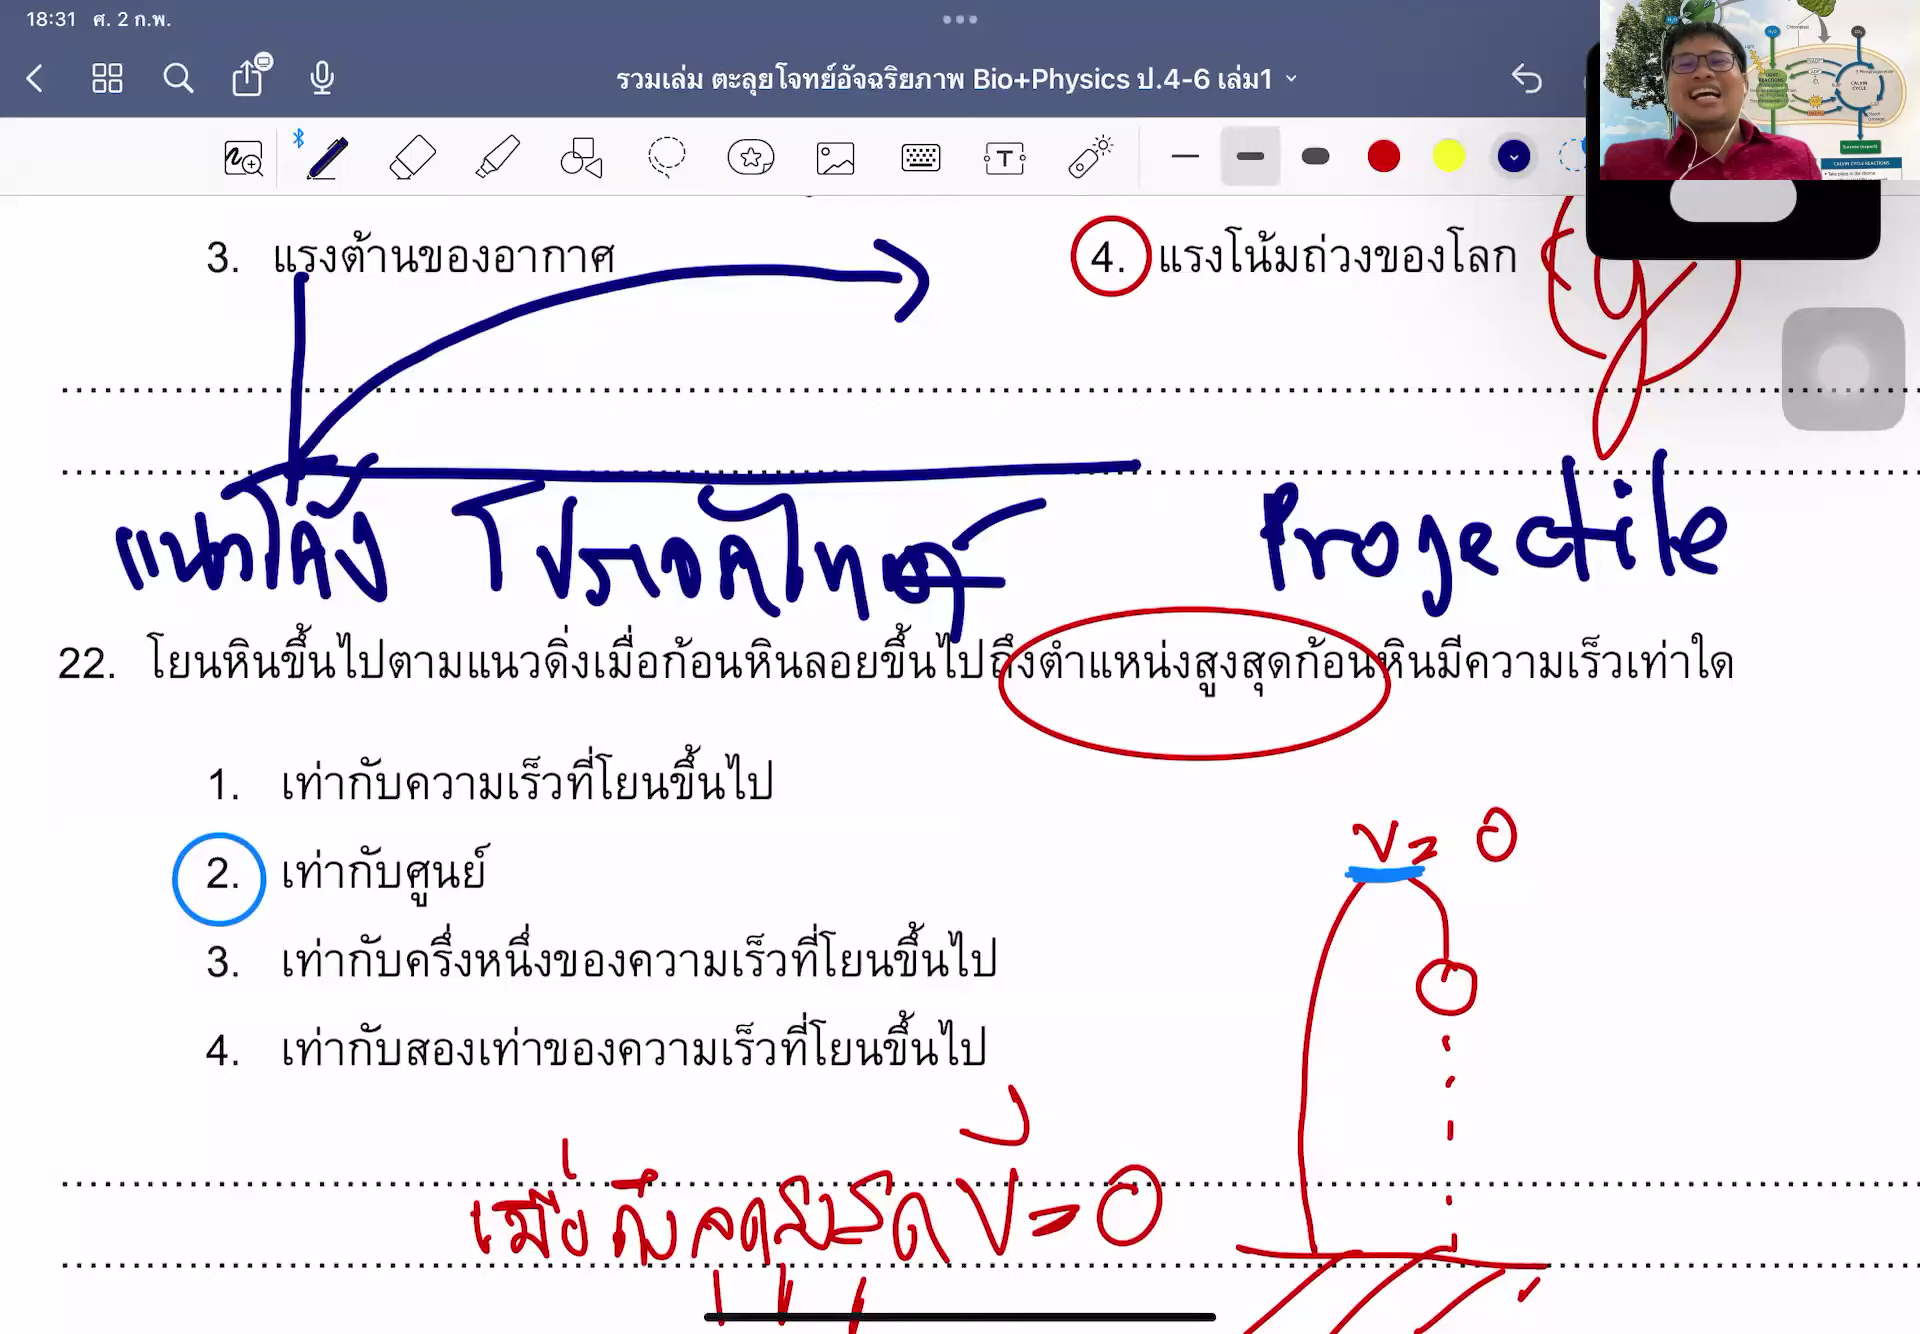 18:31 ศ. 2 ก.พ.
รวมเล่ม ตะลุยโจทย์อัจฉริยภาพ Bio+Physics ป.4-6 เล่ม1
3. แรงต้านของอากาศ
4. แรงโน้มถ่วงของโลก
g
แนวโค้ง โปรเจคไทล์ Projectile
22. โยนหินขึ้นไปตามแนวดิ่งเมื่อก้อนหินลอยขึ้นไปถึงตำแหน่งสูงสุดก้อนหินมีความเร็วเท่าใด
1. เท่ากับความเร็วที่โยนขึ้นไป
2. เท่ากับศูนย์
3. เท่ากับครึ่งหนึ่งของความเร็วที่โยนขึ้นไป
4. เท่ากับสองเท่าของความเร็วที่โยนขึ้นไป
v = 0
เมื่อถึงจุดสูงสุด v = 0